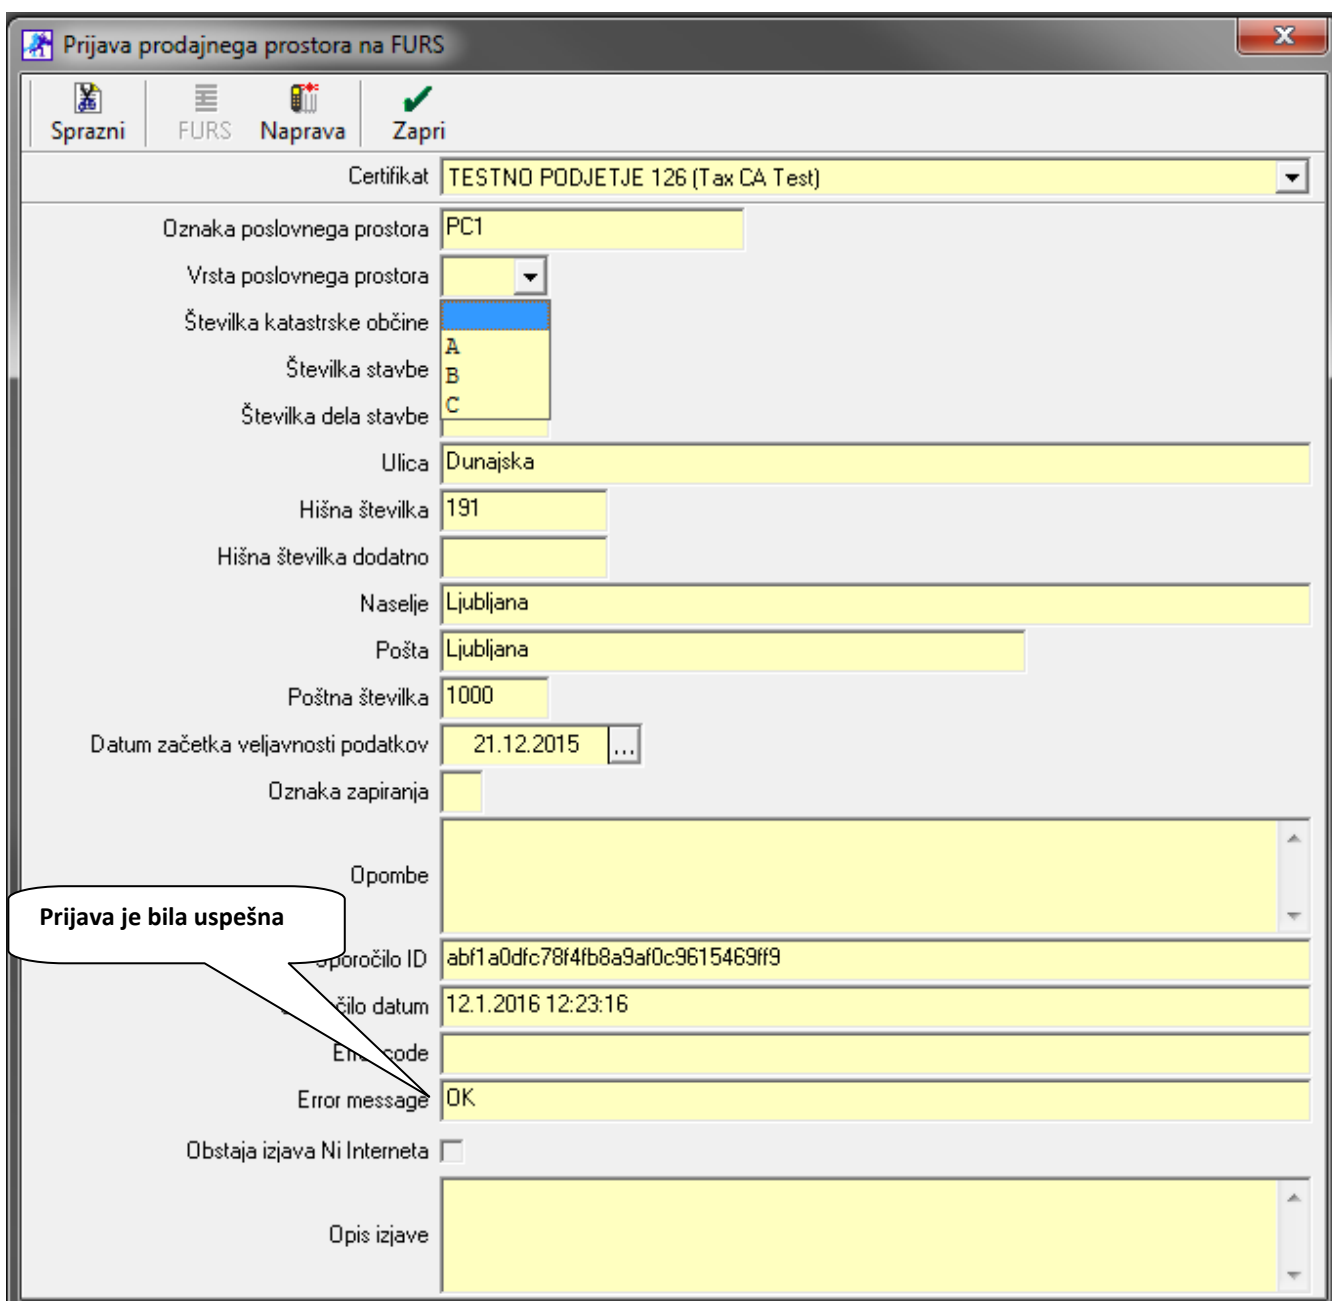 Prijava prodajnega prostora na FURS
Sprazni FURS Naprava Zapri
Certifikat TESTNO PODJETJE 126 (Tax CA Test)
Oznaka poslovnega prostora PC1
Vrsta poslovnega prostora
Številka katastrske občine
A
Številka stavbe B
Številka dela stavbe C
Ulica Dunajska
Hišna številka 191
Hišna številka dodatno
Naselje Ljubljana
Pošta Ljubljana
Poštna številka 1000
Datum začetka veljavnosti podatkov 21.12.2015 ...
Oznaka zapiranja
Opombe
Prijava je bila uspešna
ID abf1a0dfc78f4fb8a9af0c9615469ff9
datum 12.1.2016 12:23:16
code
Error message OK
Obstaja izjava Ni Interneta
Opis izjave